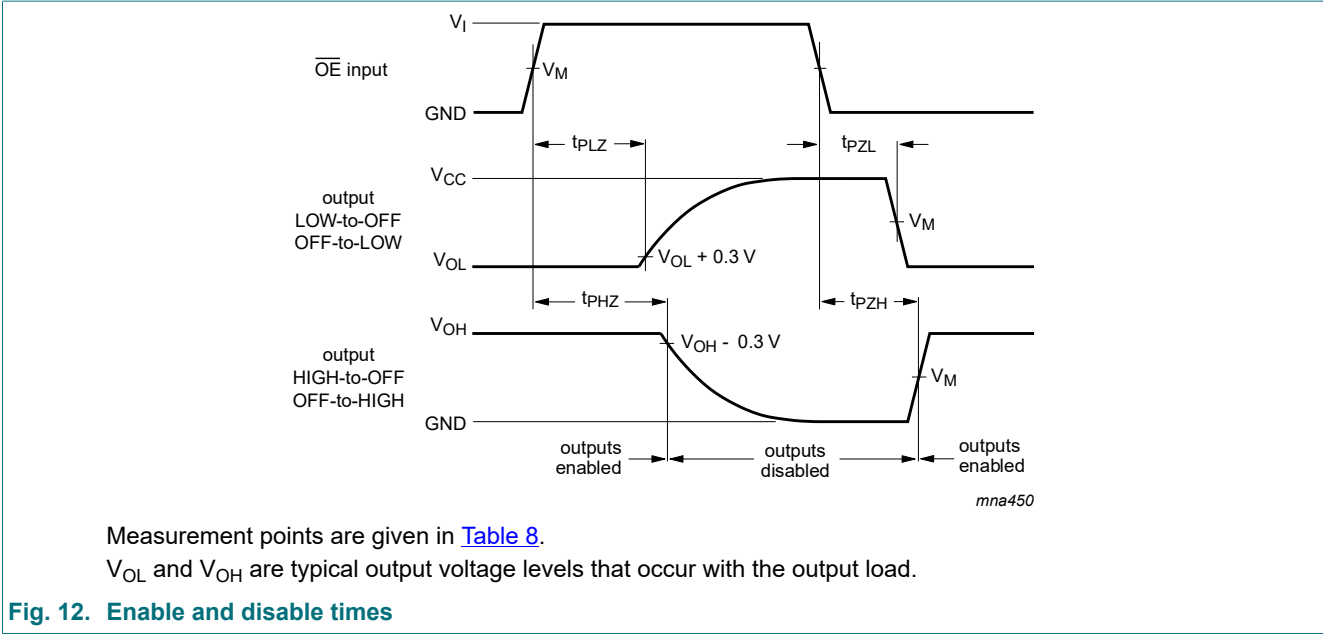 V_I
OE input
V_M
GND
t_PLZ
t_PZL
V_CC
output
LOW-to-OFF
OFF-to-LOW
V_M
V_OL
V_OL + 0.3 V
t_PHZ
t_PZH
V_OH
V_OH - 0.3 V
output
HIGH-to-OFF
OFF-to-HIGH
V_M
GND
outputs
enabled
outputs
disabled
outputs
enabled
mna450
Measurement points are given in Table 8.
V_OL and V_OH are typical output voltage levels that occur with the output load.
Fig. 12. Enable and disable times